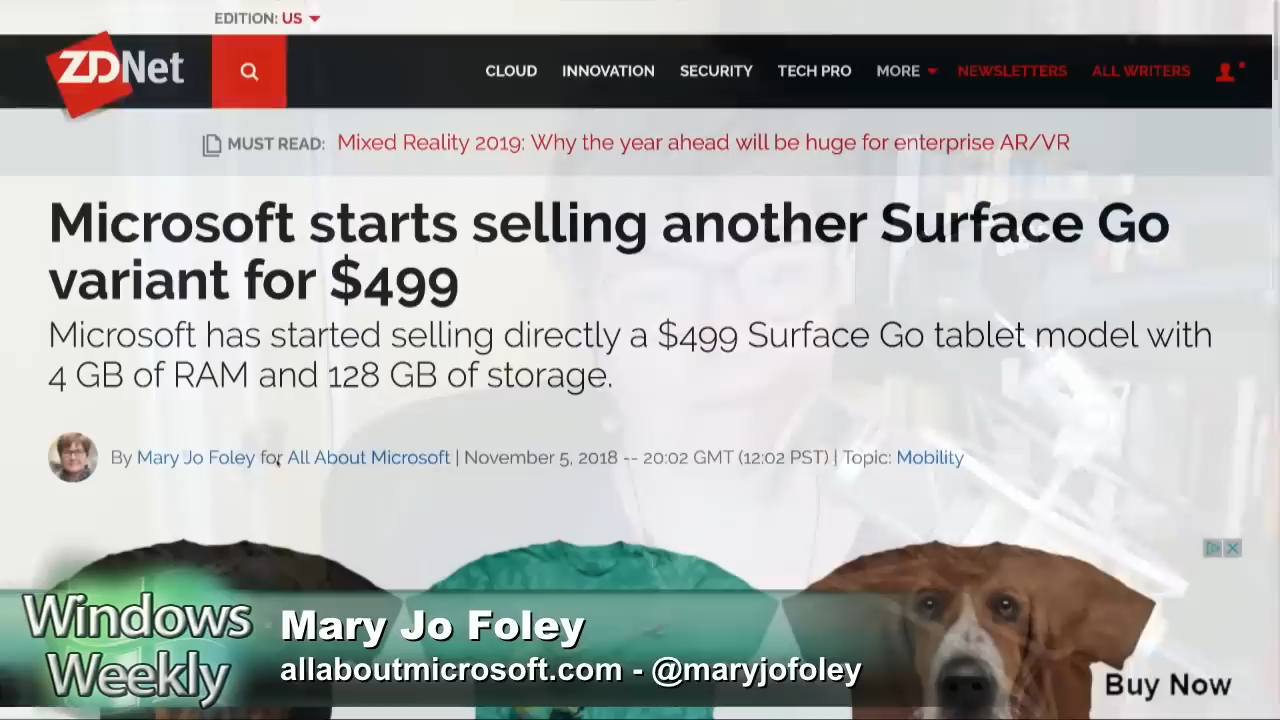 EDITION: US
ZDNet CLOUD INNOVATION SECURITY TECH PRO MORE NEWSLETTERS ALL WRITERS
MUST READ: Mixed Reality 2019: Why the year ahead will be huge for enterprise AR/VR
Microsoft starts selling another Surface Go
variant for $499
Microsoft has started selling directly a $499 Surface Go tablet model with
4 GB of RAM and 128 GB of storage.
By Mary Jo Foley for All About Microsoft | November 5, 2018 -- 20:02 GMT (12:02 PST) | Topic: Mobility
Windows
Weekly
Mary Jo Foley
allaboutmicrosoft.com - @maryjofoley
Buy Now